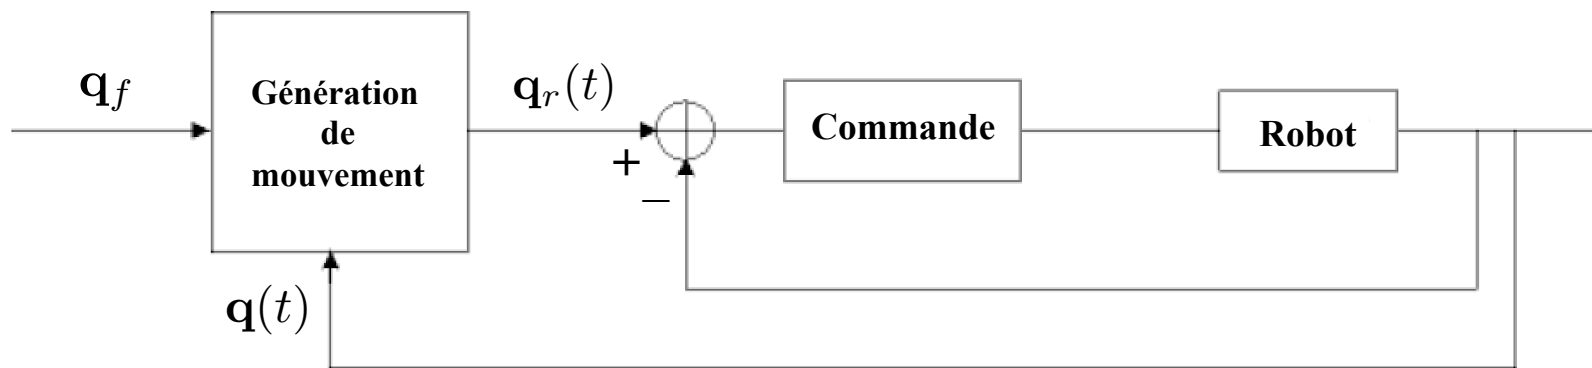 q_f
Génération
de
mouvement
q_r(t)
+
−
Commande
Robot
q(t)